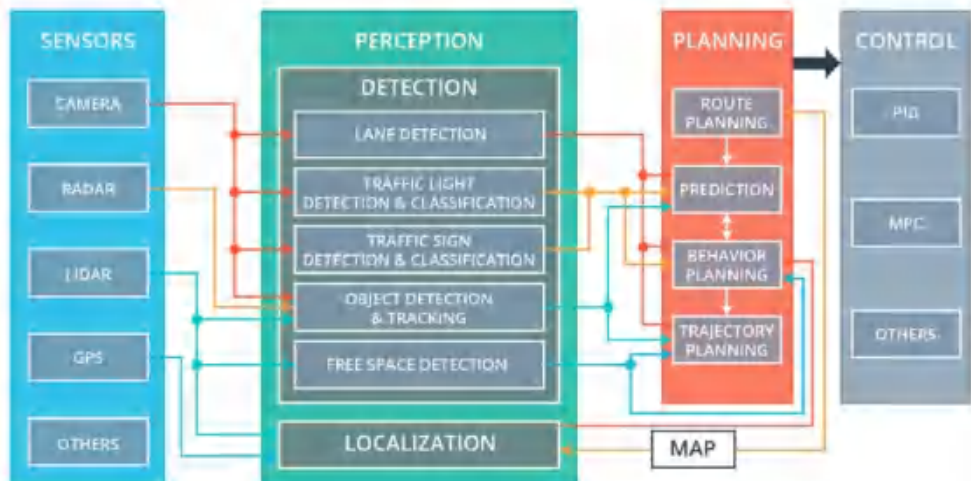 SENSORS
CAMERA
RADAR
LIDAR
GPS
OTHERS
PERCEPTION
DETECTION
LANE DETECTION
TRAFFIC LIGHT
DETECTION & CLASSIFICATION
TRAFFIC SIGN
DETECTION & CLASSIFICATION
OBJECT DETECTION
& TRACKING
FREE SPACE DETECTION
LOCALIZATION
PLANNING
ROUTE
PLANNING
PREDICTION
BEHAVIOR
PLANNING
TRAJECTORY
PLANNING
MAP
CONTROL
PID
MPC
OTHERS